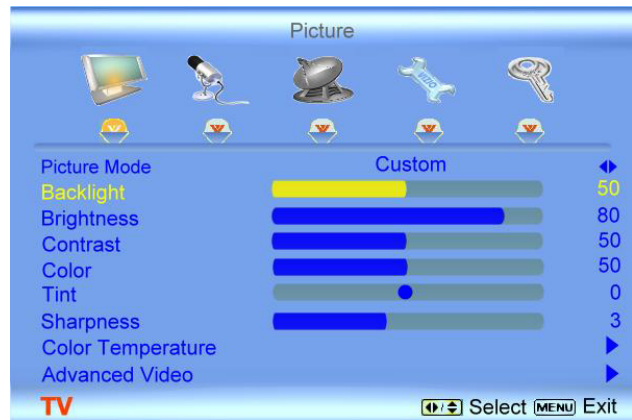 Picture
VIZIO
Picture Mode Custom
Backlight 50
Brightness 80
Contrast 50
Color 50
Tint 0
Sharpness 3
Color Temperature
Advanced Video
TV Select MENU Exit